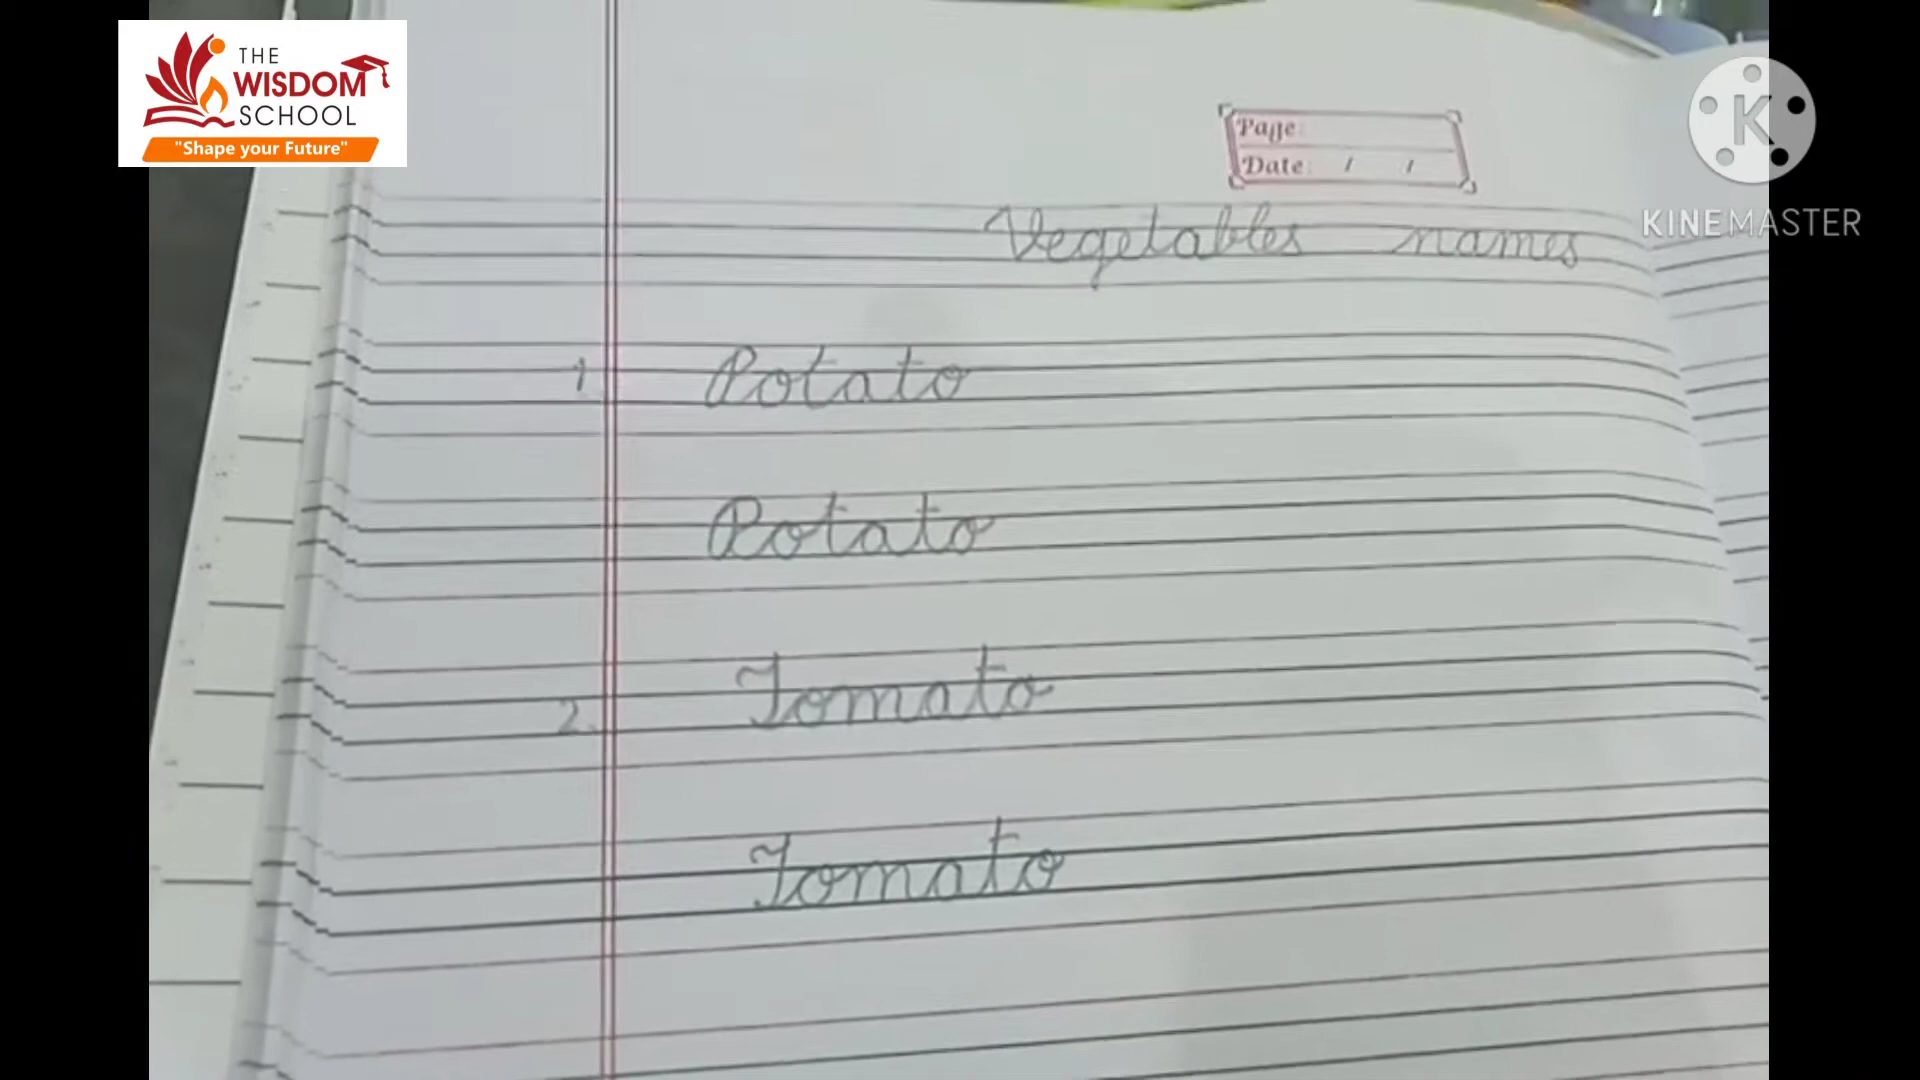 THE
WISDOM
SCHOOL
"Shape your Future"
Page:
Date: / /
K
KINEMASTER
Vegetables names
1. Potato
Potato
2. Tomato
Tomato